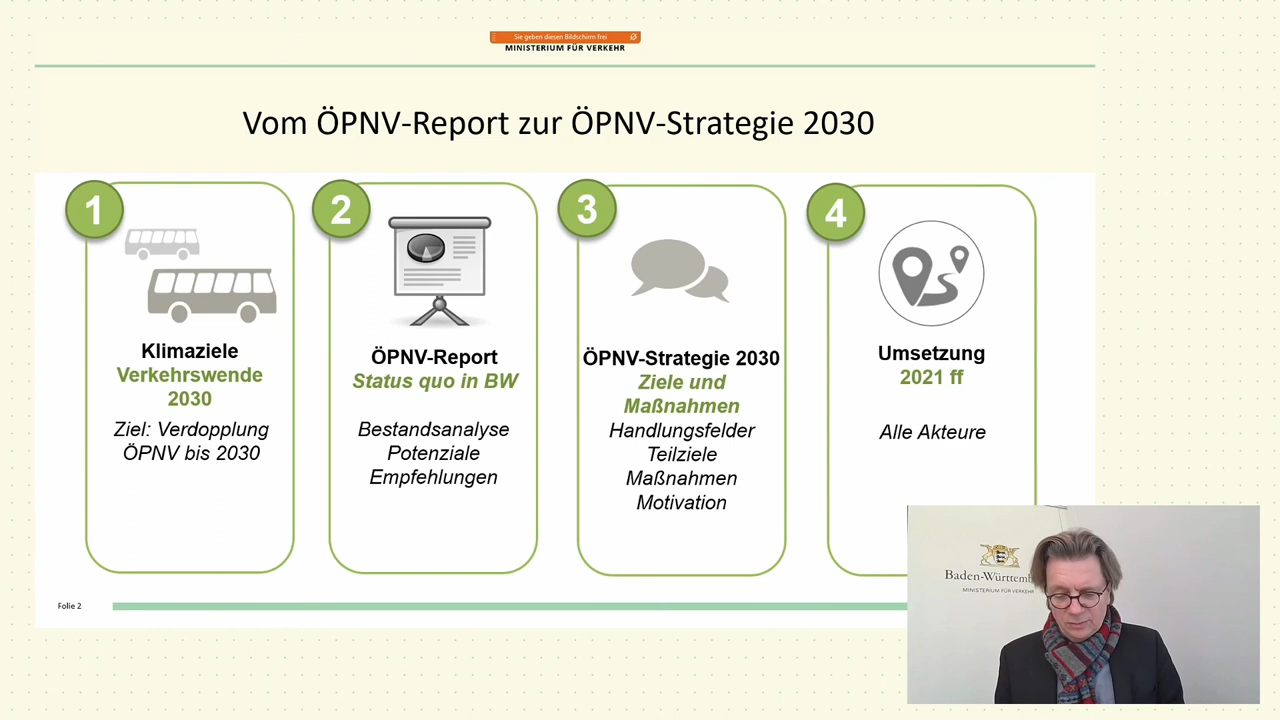 Sie geben diesen Bildschirm frei
MINISTERIUM FÜR VERKEHR
Vom ÖPNV-Report zur ÖPNV-Strategie 2030
1
Klimaziele
Verkehrswende
2030
Ziel: Verdopplung
ÖPNV bis 2030
2
ÖPNV-Report
Status quo in BW
Bestandsanalyse
Potenziale
Empfehlungen
3
ÖPNV-Strategie 2030
Ziele und
Maßnahmen
Handlungsfelder
Teilziele
Maßnahmen
Motivation
4
Umsetzung
2021 ff
Alle Akteure
Folie 2
Baden-Württemb
MINISTERIUM FÜR VERKEHR